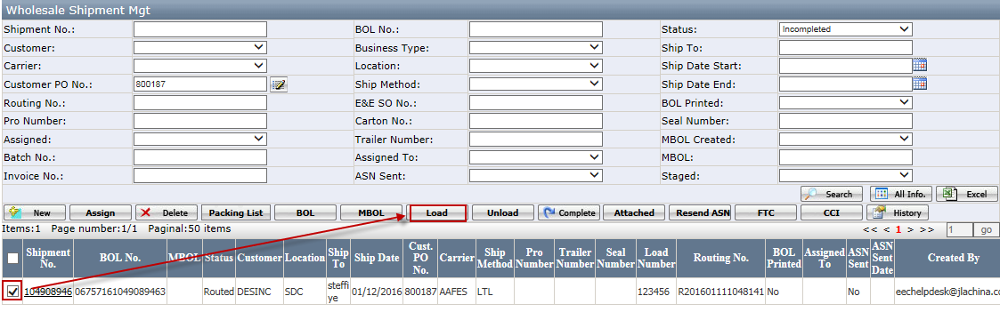 Wholesale Shipment Mgt
Shipment No.: BOL No.: Status: Incompleted
Customer: Business Type: Ship To:
Carrier: Location: Ship Date Start:
Customer PO No.: 800187 Ship Method: Ship Date End:
Routing No.: E&E SO No.: BOL Printed:
Pro Number: Carton No.: Seal Number:
Assigned: Trailer Number: MBOL Created:
Batch No.: Assigned To: MBOL:
Invoice No.: ASN Sent: Staged:
Search All Info. Excel
New Assign Delete Packing List BOL MBOL Load Unload Complete Attached Resend ASN FTC CCI History
Items:1 Page number:1/1 Paginal:50 items << < 1 > >> 1 go
Shipment No. BOL No. MBOL Status Customer Location Ship To Ship Date Cust. PO No. Carrier Ship Method Pro Number Trailer Number Seal Number Load Number Routing No. BOL Printed Assigned To ASN Sent ASN Sent Date Created By
104908946 06757161049089463 Routed DESINC SDC steffi ye 01/12/2016 800187 AAFES LTL 123456 R201601111048141 No No eechelpdesk@jlachina.co